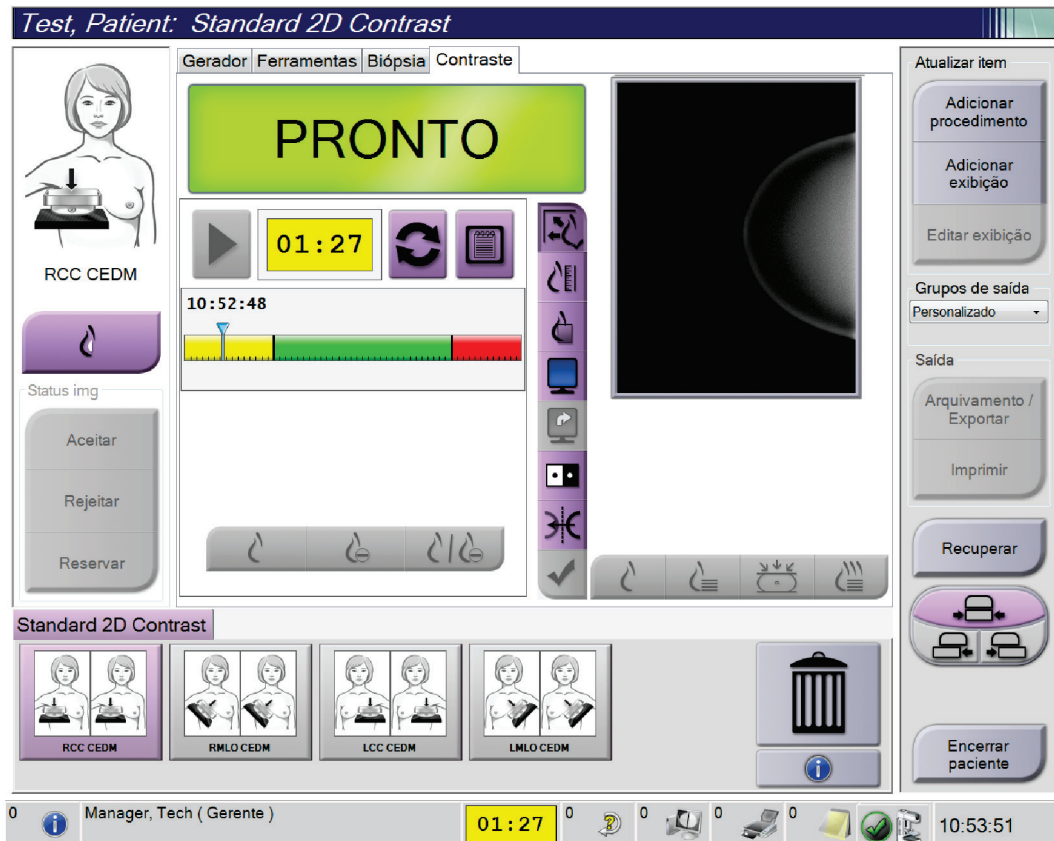 Test, Patient: Standard 2D Contrast
Gerador Ferramentas Biópsia Contraste
PRONTO
01:27
10:52:48
RCC CEDM
Status img
Aceitar
Rejeitar
Reservar
Atualizar item
Adicionar
procedimento
Adicionar
exibição
Editar exibição
Grupos de saída
Personalizado
Saída
Arquivamento /
Exportar
Imprimir
Recuperar
Encerrar
paciente
Standard 2D Contrast
RCC CEDM
RMLO CEDM
LCC CEDM
LMLO CEDM
0 Manager, Tech ( Gerente ) 01:27 0 0 0 0 10:53:51